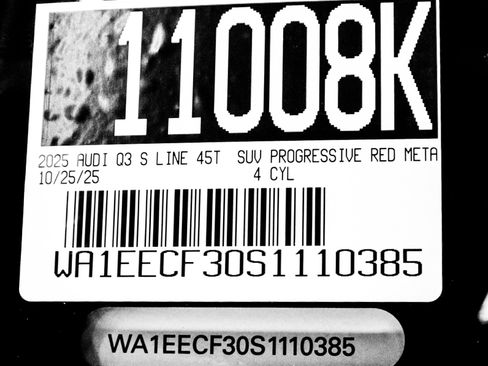 11008K
2025 AUDI Q3 S LINE 45T SUV PROGRESSIVE RED META
10/25/25 4 CYL
WA1EECF30S1110385
WA1EECF30S1110385